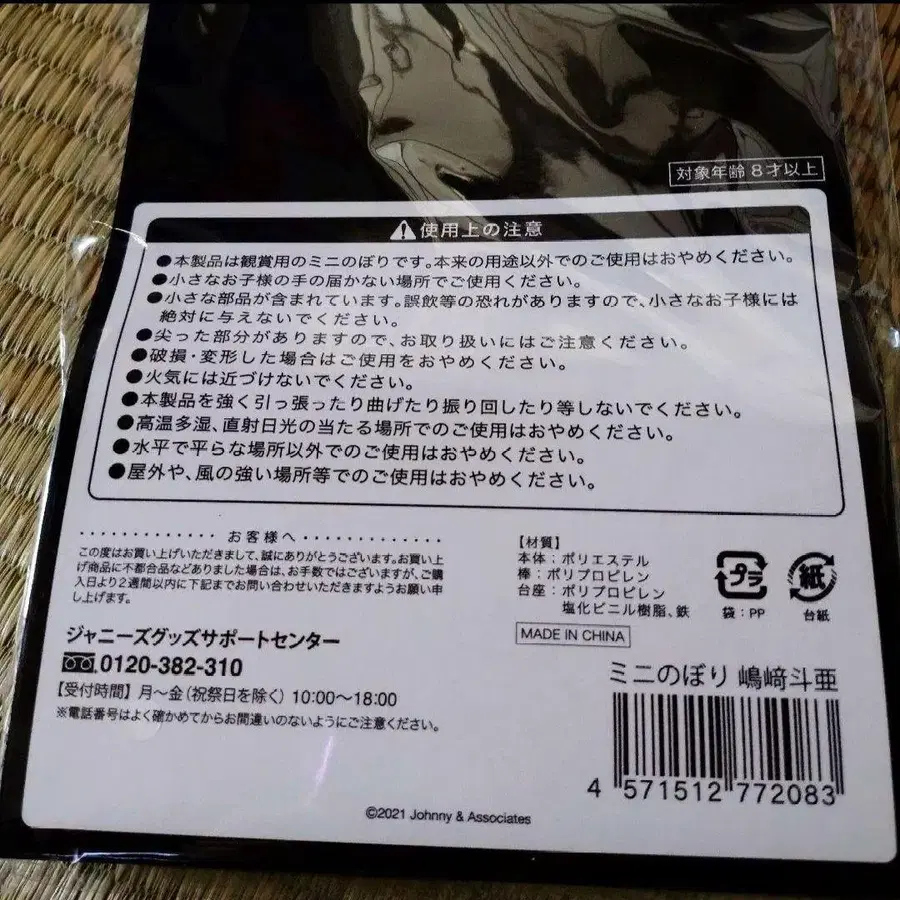 対象年齢8才以上
使用上の注意
●本製品は観賞用のミニのぼりです。本来の用途以外でのご使用はおやめください。
●小さなお子様の手の届かない場所でご使用ください。
●小さな部品が含まれています。誤飲等の恐れがありますので、小さなお子様には
絶対に与えないでください。
●尖った部分がありますので、お取り扱いにはご注意ください。
●破損・変形した場合はご使用をおやめください。
●火気には近づけないでください。
●本製品を強く引っ張ったり曲げたり振り回したり等しないでください。
●高温多湿、直射日光の当たる場所でのご使用はおやめください。
●水平で平らな場所以外でのご使用はおやめください。
●屋外や、風の強い場所等でのご使用はおやめください。
お客様へ
この度はお買い上げいただきまして、誠にありがとうございます。お買い上
げ商品に不都合品などありました場合は、お手数ではございますが、ご購
入日より2週間以内に下記までお問い合わせいただきますようお願い申
し上げます。
ジャニーズグッズサポートセンター
0120-382-310
【受付時間】月〜金(祝祭日を除く)10:00〜18:00
※電話番号はよく確かめてからお間違いのないようにご注意ください。
【材質】
本体:ポリエステル
棒:ポリプロピレン
台座:ポリプロピレン
塩化ビニル樹脂、鉄
MADE IN CHINA
プラ
袋:PP
紙
台紙
ミニのぼり 嶋﨑斗亜
4 571512 772083
©2021 Johnny & Associates